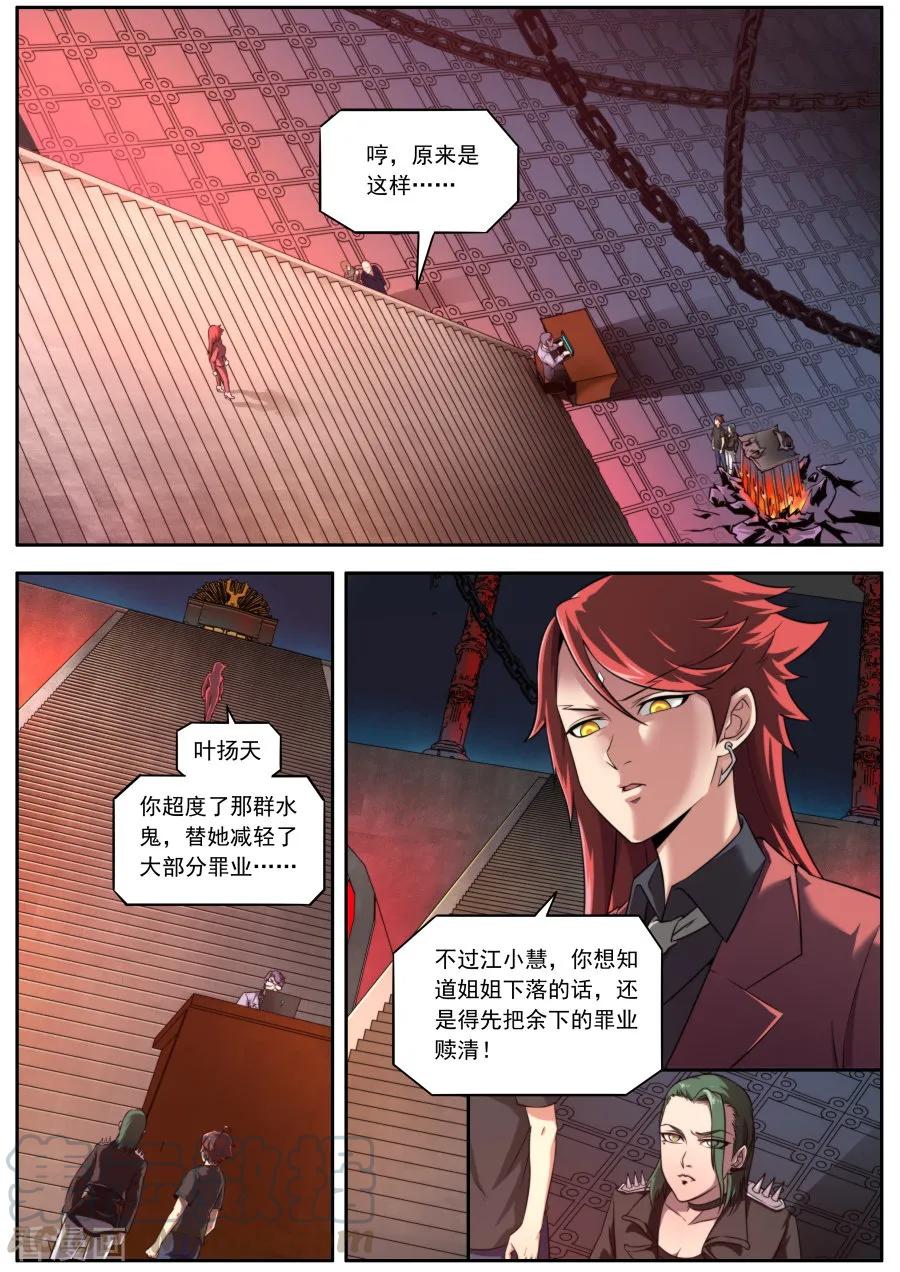 哼，原来是
这样……
叶扬天
你超度了那群水
鬼，替她减轻了
大部分罪业……
不过江小慧，你想知
道姐姐下落的话，还
是得先把余下的罪业
赎清！